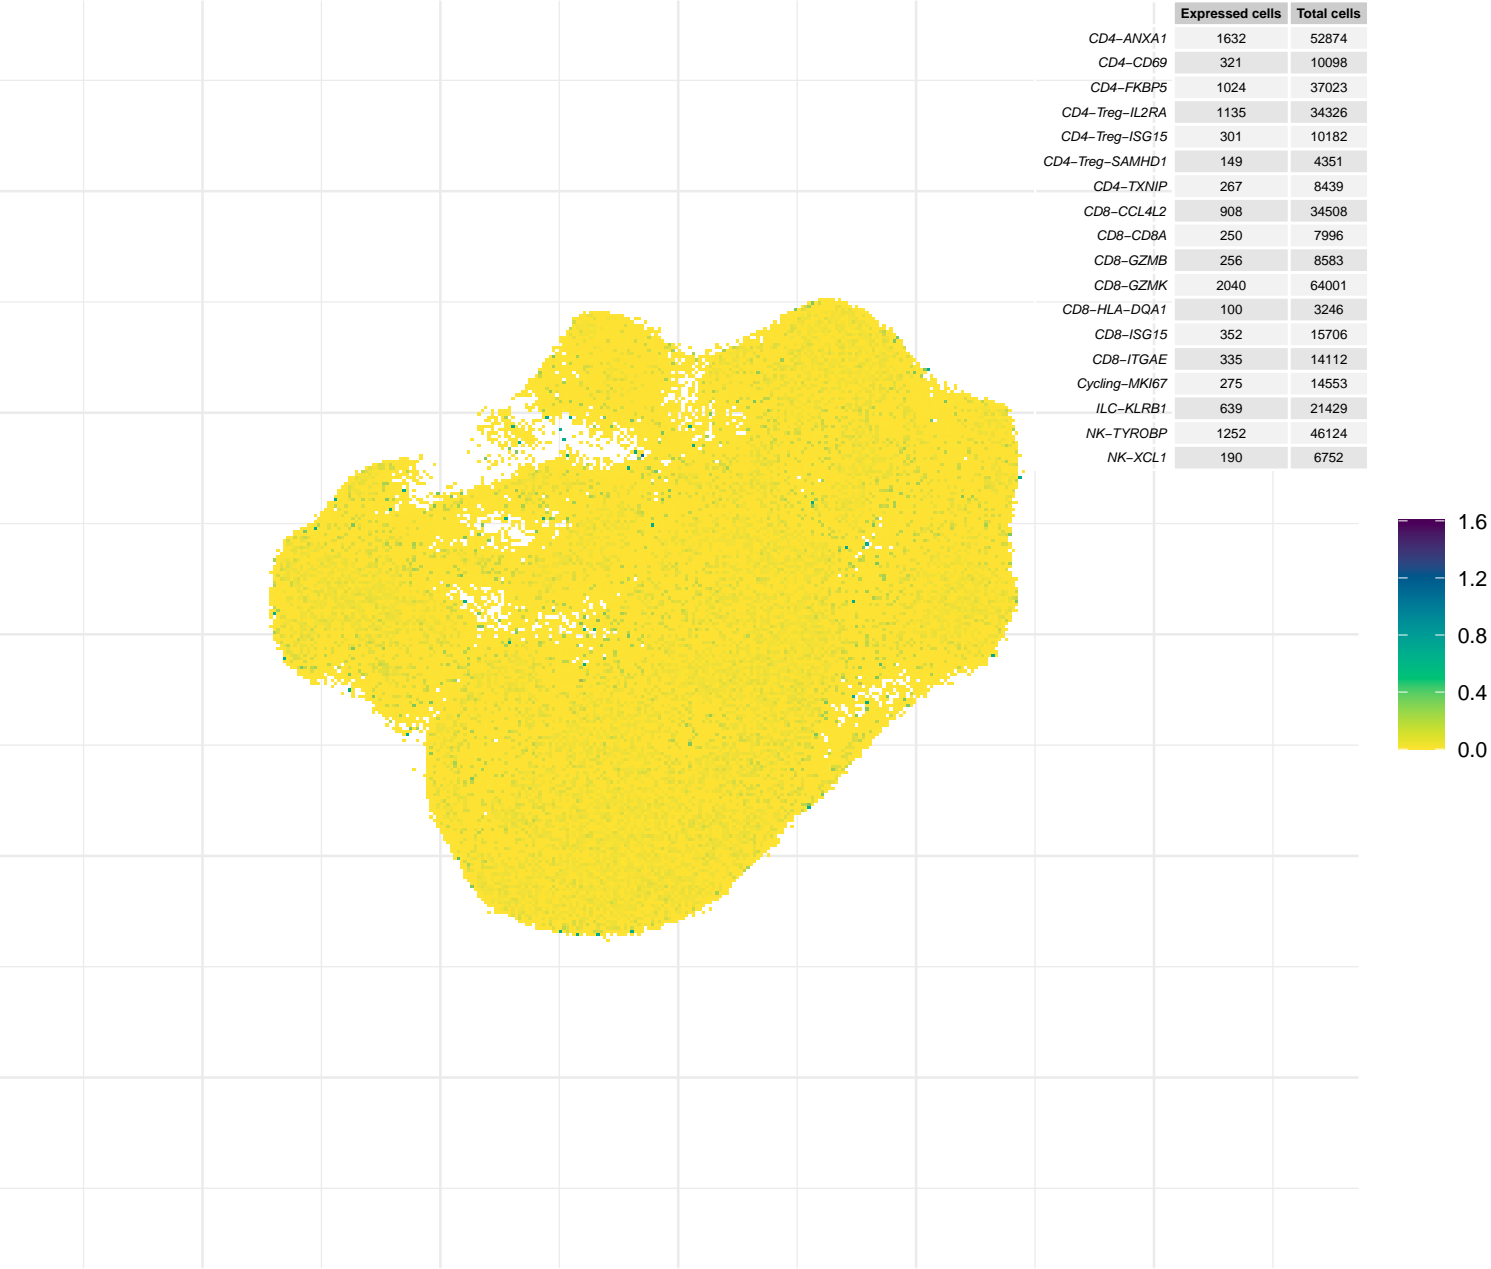 Expressed cells Total cells
CD4−ANXA1 1632 52874
CD4−CD69 321 10098
CD4−FKBP5 1024 37023
CD4−Treg−IL2RA 1135 34326
CD4−Treg−ISG15 301 10182
CD4−Treg−SAMHD1 149 4351
CD4−TXNIP 267 8439
CD8−CCL4L2 908 34508
CD8−CD8A 250 7996
CD8−GZMB 256 8583
CD8−GZMK 2040 64001
CD8−HLA−DQA1 100 3246
CD8−ISG15 352 15706
CD8−ITGAE 335 14112
Cycling−MKI67 275 14553
ILC−KLRB1 639 21429
NK−TYROBP 1252 46124
NK−XCL1 190 6752
1.6
1.2
0.8
0.4
0.0